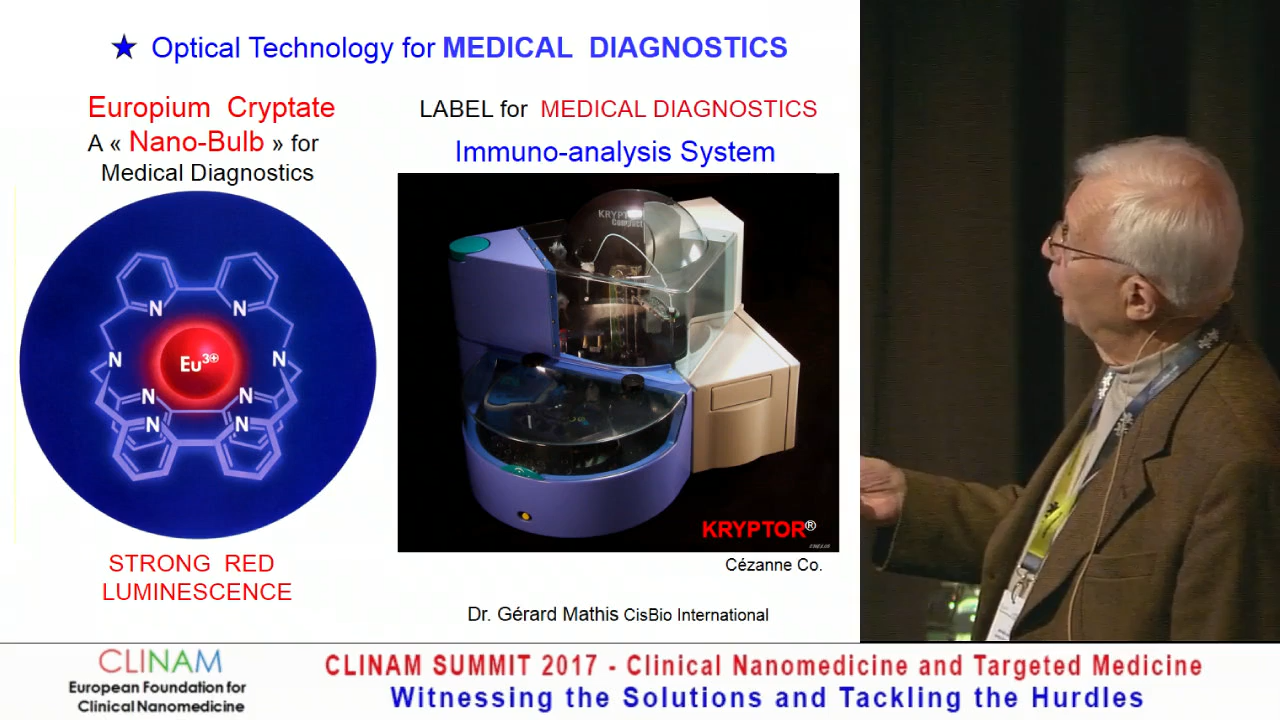 ★ Optical Technology for MEDICAL DIAGNOSTICS
Europium Cryptate
A « Nano-Bulb » for
Medical Diagnostics
N
N
N
Eu³⊕
N
N
N
N
N
STRONG RED
LUMINESCENCE
LABEL for MEDICAL DIAGNOSTICS
Immuno-analysis System
KRYPTOR
Compact
KRYPTOR®
Cézanne Co.
Dr. Gérard Mathis CisBio International
CLINAM
European Foundation for
Clinical Nanomedicine
CLINAM SUMMIT 2017 - Clinical Nanomedicine and Targeted Medicine
Witnessing the Solutions and Tackling the Hurdles